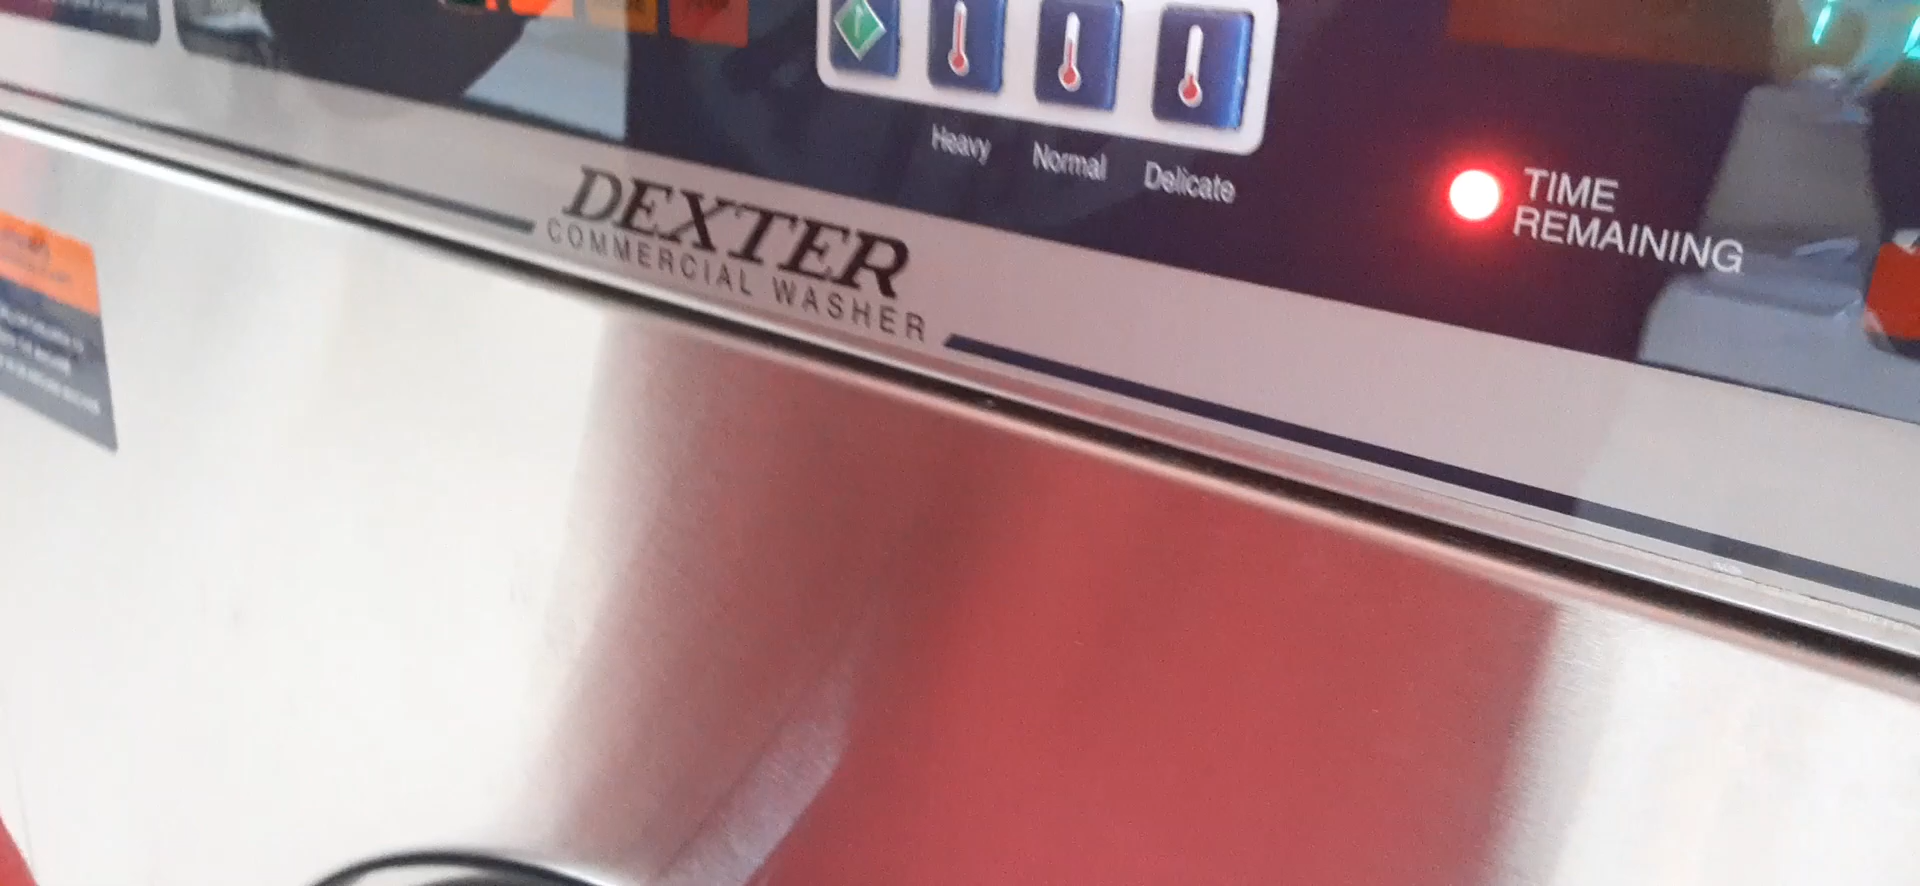 Heavy
Normal
Delicate
TIME
REMAINING
DEXTER
COMMERCIAL WASHER